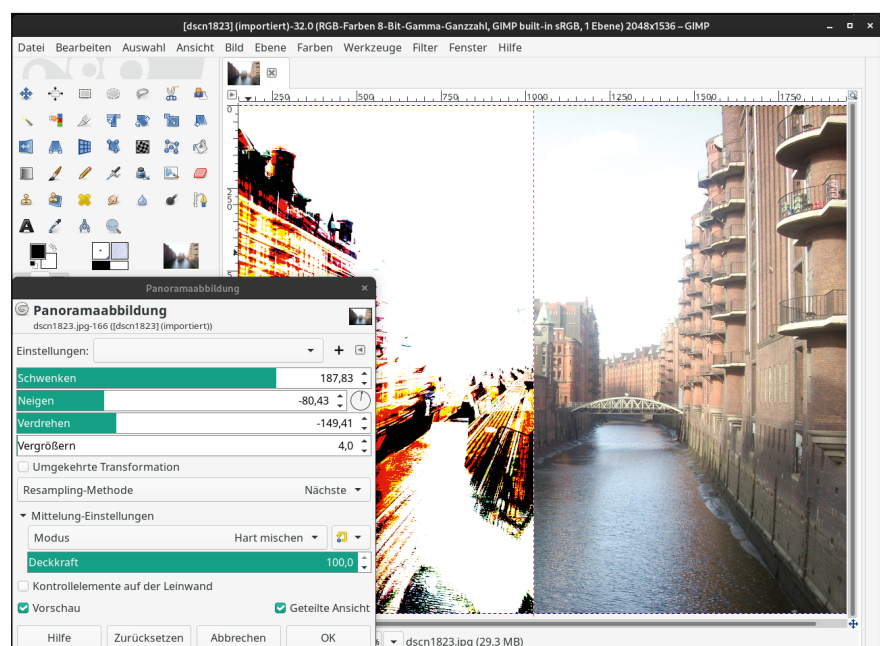 [dscn1823] (importiert)-32.0 (RGB-Farben 8-Bit-Gamma-Ganzzahl, GIMP built-in sRGB, 1 Ebene) 2048x1536 – GIMP
Datei Bearbeiten Auswahl Ansicht Bild Ebene Farben Werkzeuge Filter Fenster Hilfe
0 250 500 750 1000 1250 1500 1750
0
250
5
Panoramaabbildung
Panoramaabbildung
dscn1823.jpg-166 ([dscn1823] (importiert))
Einstellungen:
Schwenken 187,83
Neigen -80,43
Verdrehen -149,41
Vergrößern 4,0
Umgekehrte Transformation
Resampling-Methode Nächste
Mittelung-Einstellungen
Modus Hart mischen
Deckkraft 100,0
Kontrollelemente auf der Leinwand
Vorschau Geteilte Ansicht
Hilfe Zurücksetzen Abbrechen OK
% dscn1823.jpg (29.3 MB)